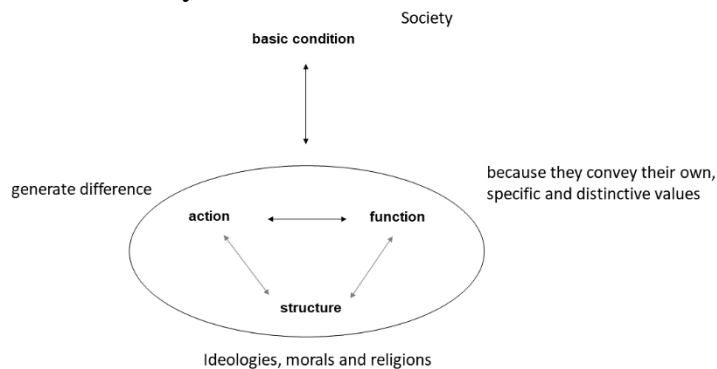 Society
basic condition
because they convey their own,
specific and distinctive values
generate difference
action
function
structure
Ideologies, morals and religions